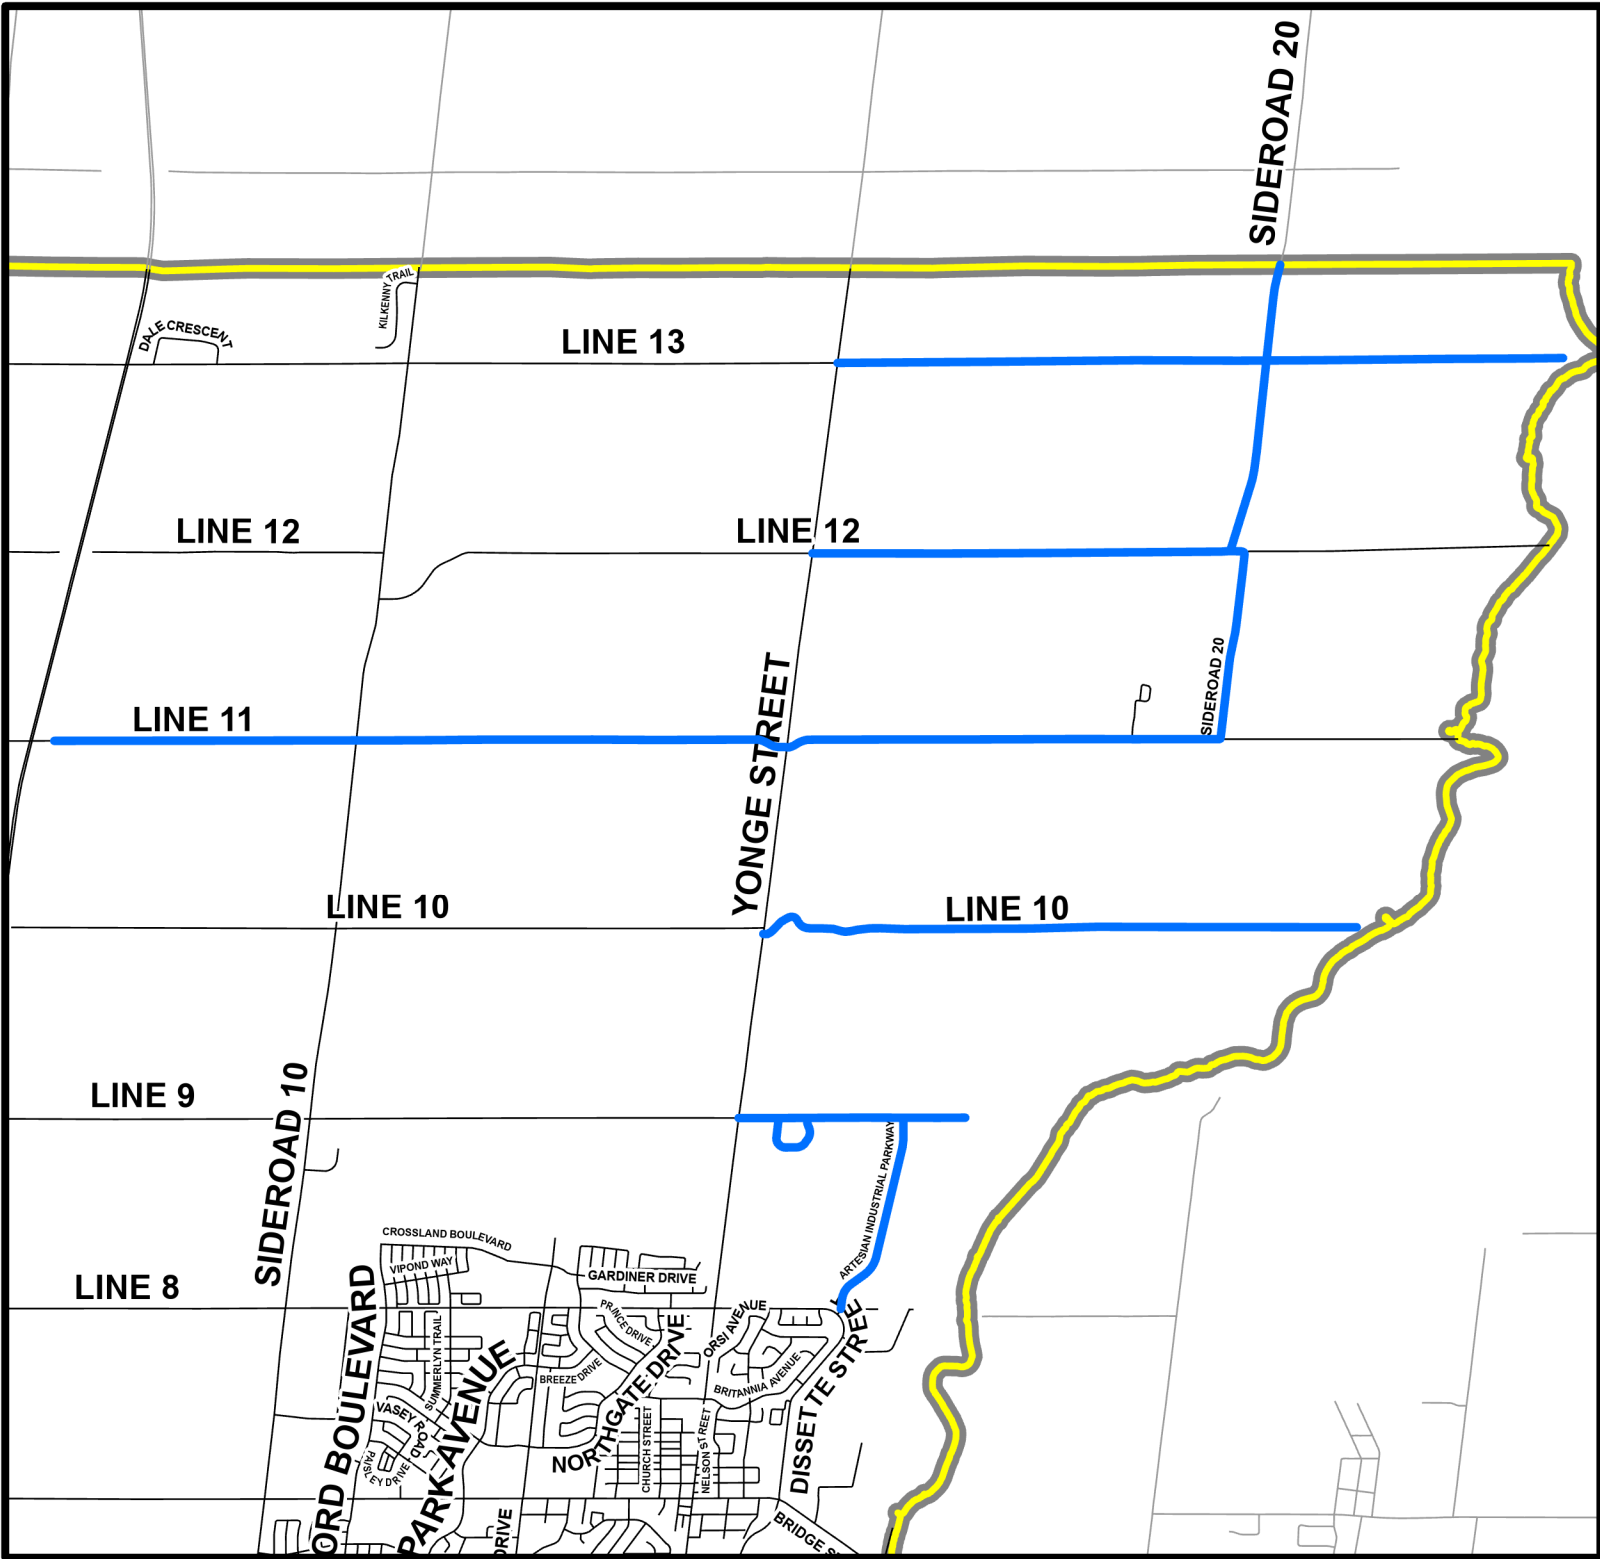 SIDEROAD 20
KILKENNY TRAIL
DALE CRESCENT
LINE 13
LINE 12
LINE 12
SIDEROAD 20
YONGE STREET
LINE 11
LINE 10
LINE 10
SIDEROAD 10
LINE 9
ARTESIAN INDUSTRIAL PARKWAY
CROSSLAND BOULEVARD
VIPOND WAY
GARDINER DRIVE
LINE 8
ORD BOULEVARD
SUMMERLYN TRAIL
PARK AVENUE
PRINCE DRIVE
BREEZE DRIVE
NORTHGATE DRIVE
ORSI AVENUE
BRITANNIA AVENUE
DISSETTE STREET
VASEY ROAD
PAISLEY DRIVE
CHURCH STREET
NELSON STREET
DRIVE
BRIDGE S